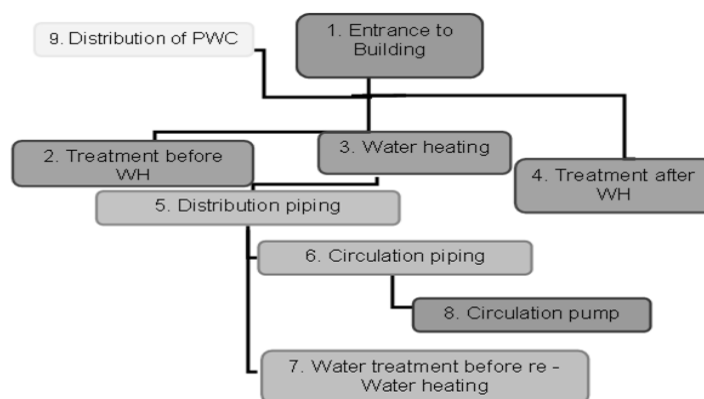 9. Distribution of PWC
1. Entrance to
Building
2. Treatment before
WH
3. Water heating
4. Treatment after
WH
5. Distribution piping
6. Circulation piping
8. Circulation pump
7. Water treatment before re -
Water heating